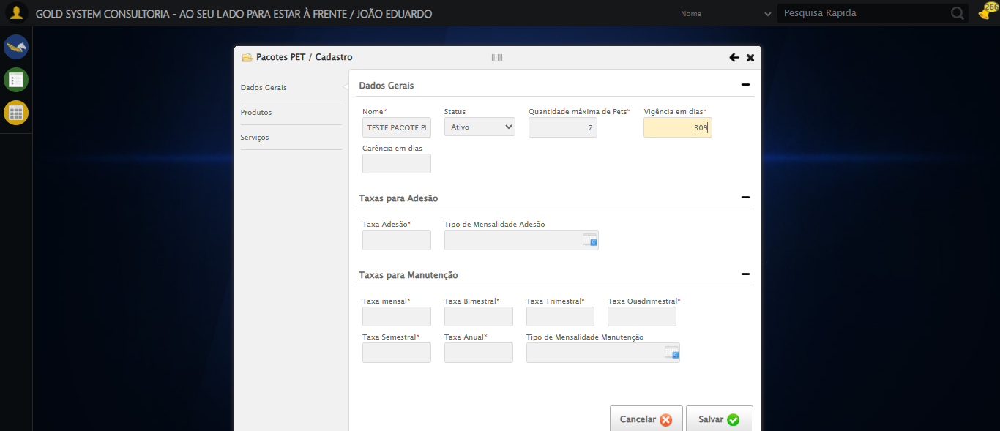 GOLD SYSTEM CONSULTORIA - AO SEU LADO PARA ESTAR À FRENTE / JOÃO EDUARDO
Nome
Pesquisa Rapida
266
Pacotes PET / Cadastro
Dados Gerais
Produtos
Serviços
Dados Gerais
Nome* Status Quantidade máxima de Pets* Vigência em dias*
TESTE PACOTE Ativo 7 309
Carência em dias
Taxas para Adesão
Taxa Adesão* Tipo de Mensalidade Adesão
Taxas para Manutenção
Taxa mensal* Taxa Bimestral* Taxa Trimestral* Taxa Quadrimestral*
Taxa Semestral* Taxa Anual* Tipo de Mensalidade Manutenção
Cancelar Salvar